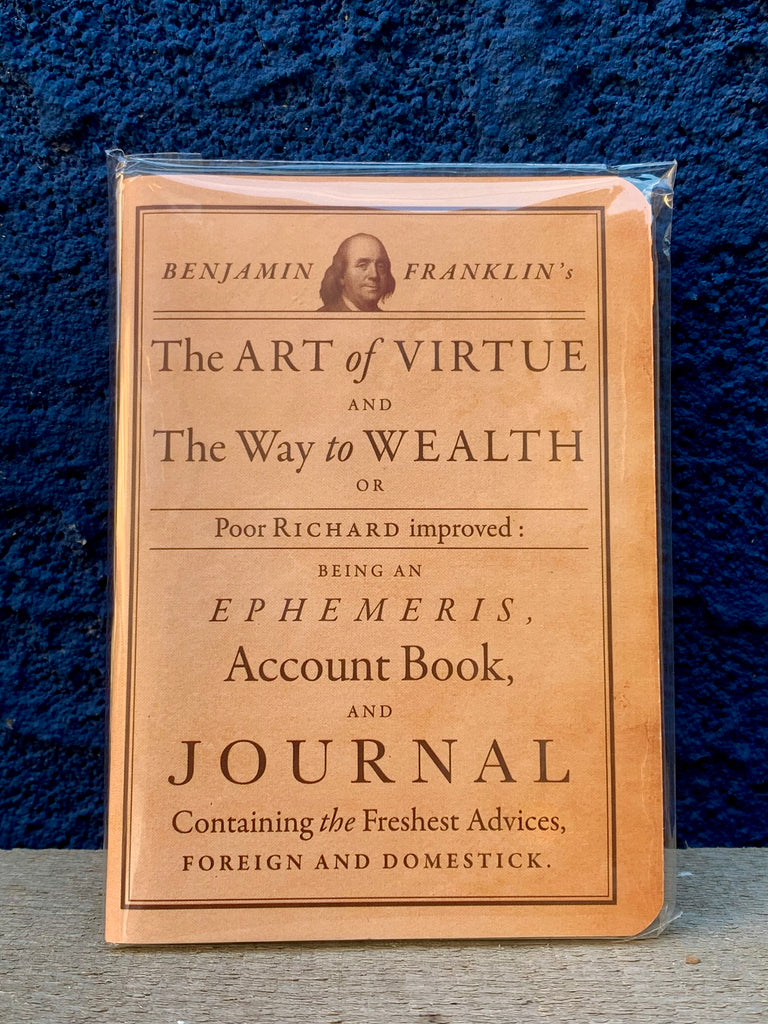 BENJAMIN FRANKLIN's
The ART of VIRTUE
AND
The Way to WEALTH
OR
Poor RICHARD improved :
BEING AN
EPHEMERIS,
Account Book,
AND
JOURNAL
Containing the Freshest Advices,
FOREIGN AND DOMESTICK.